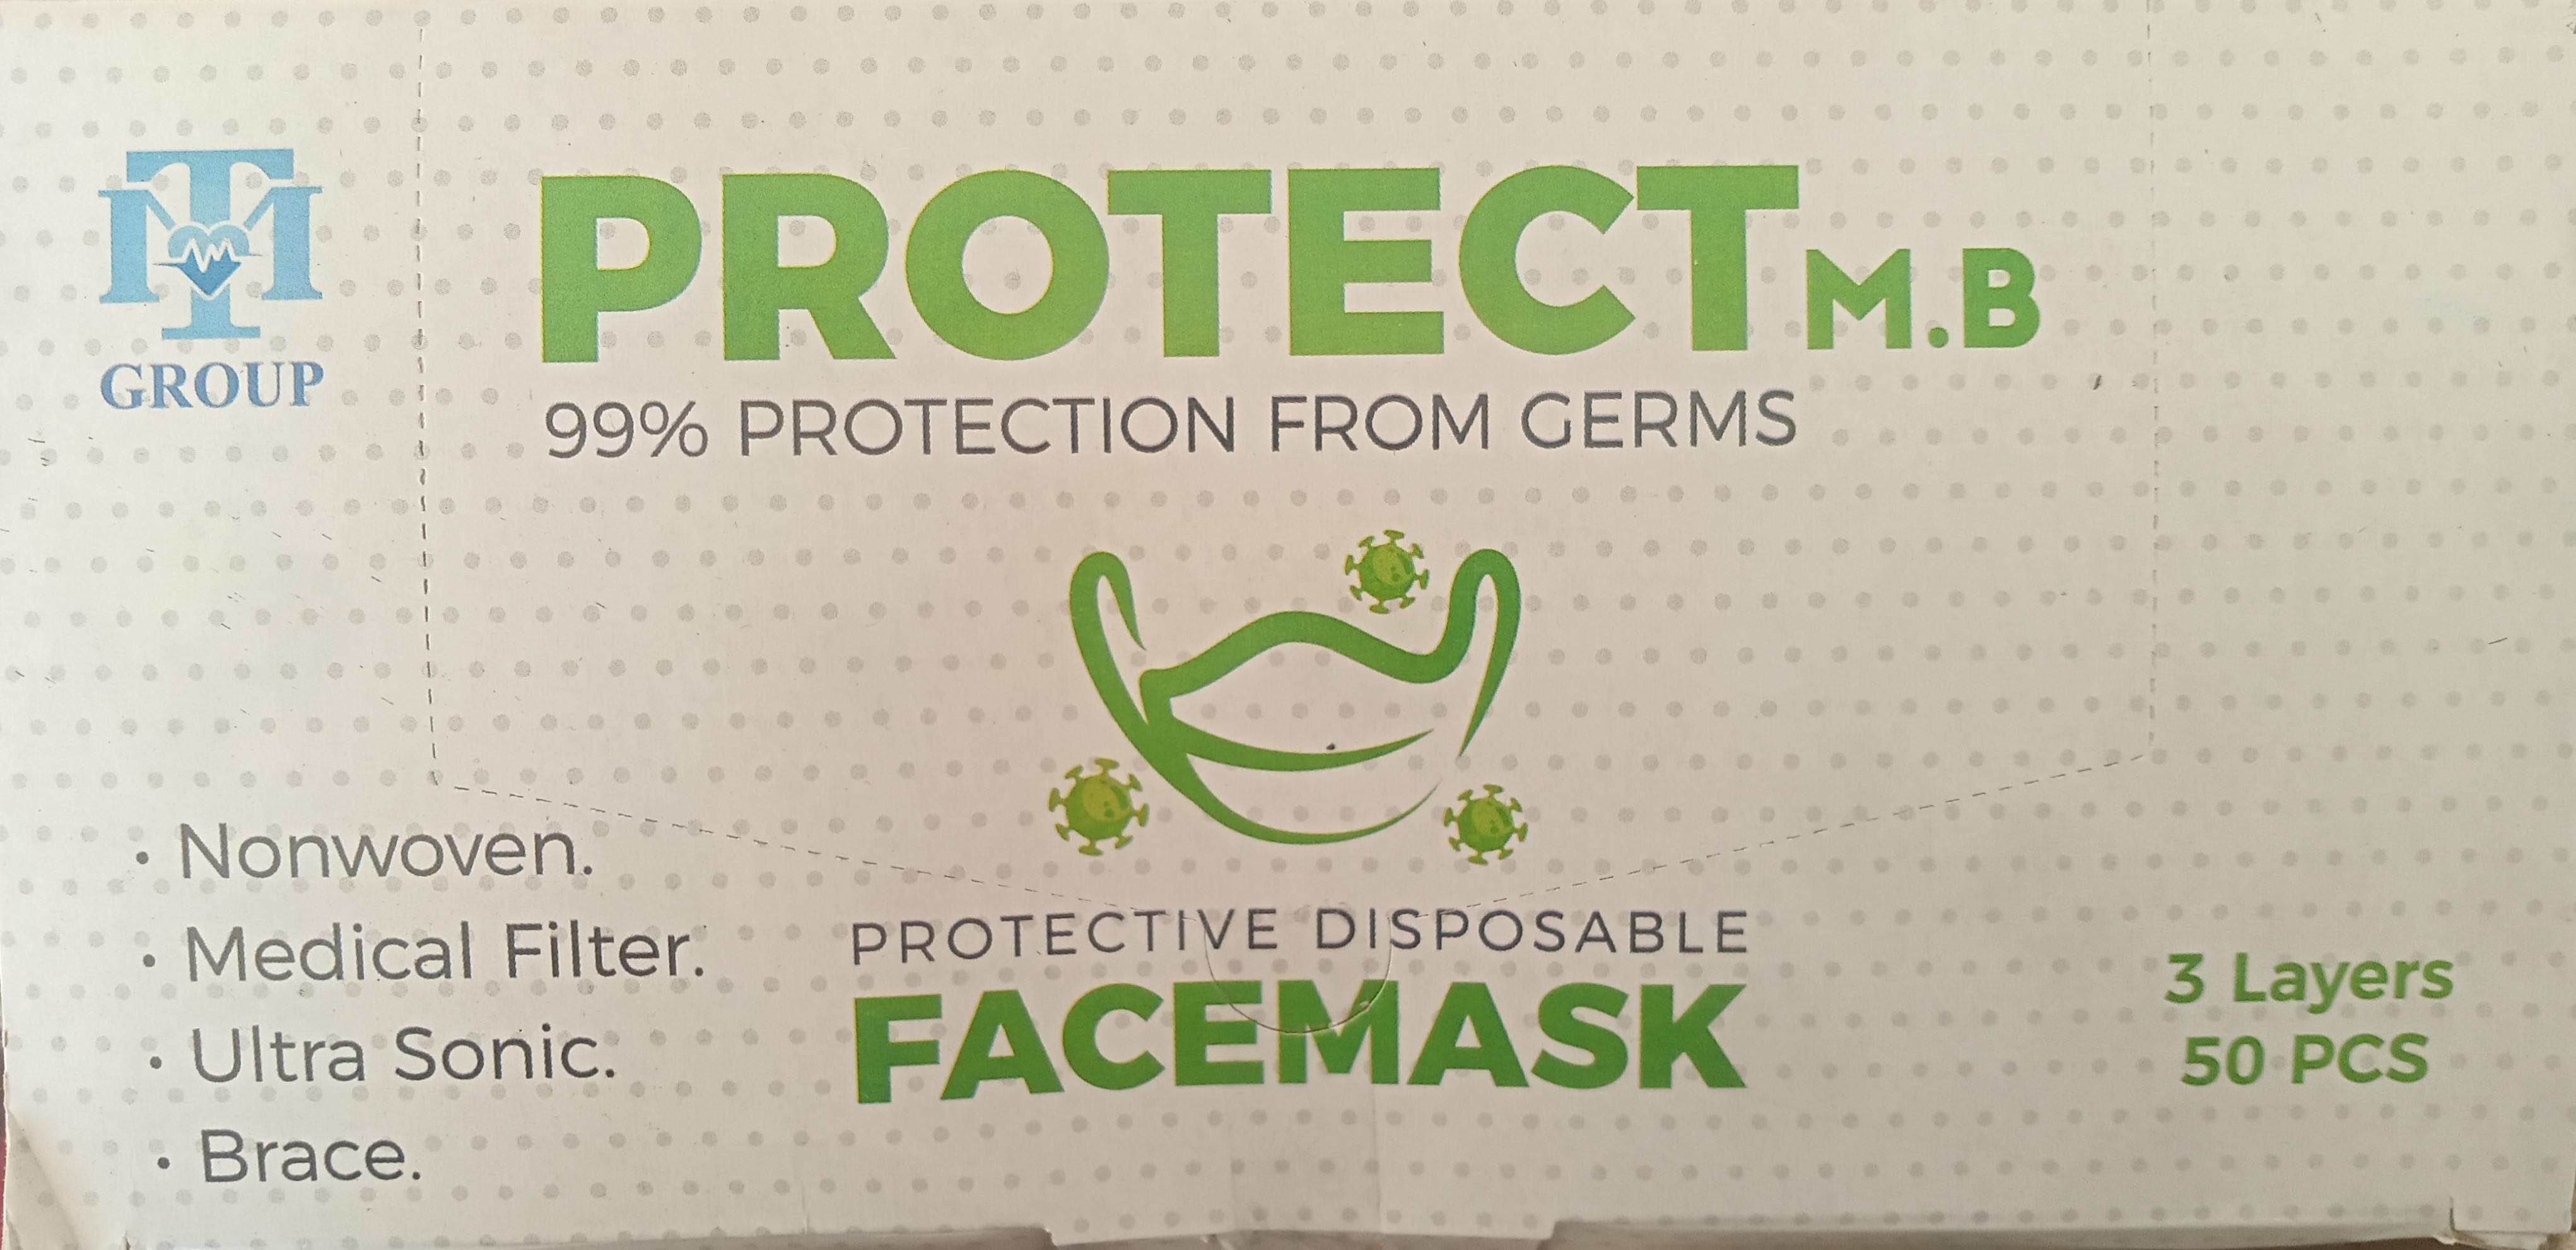 MT
GROUP
PROTECT M.B
99% PROTECTION FROM GERMS
• Nonwoven.
• Medical Filter.
• Ultra Sonic.
• Brace.
PROTECTIVE DISPOSABLE
FACEMASK
3 Layers
50 PCS